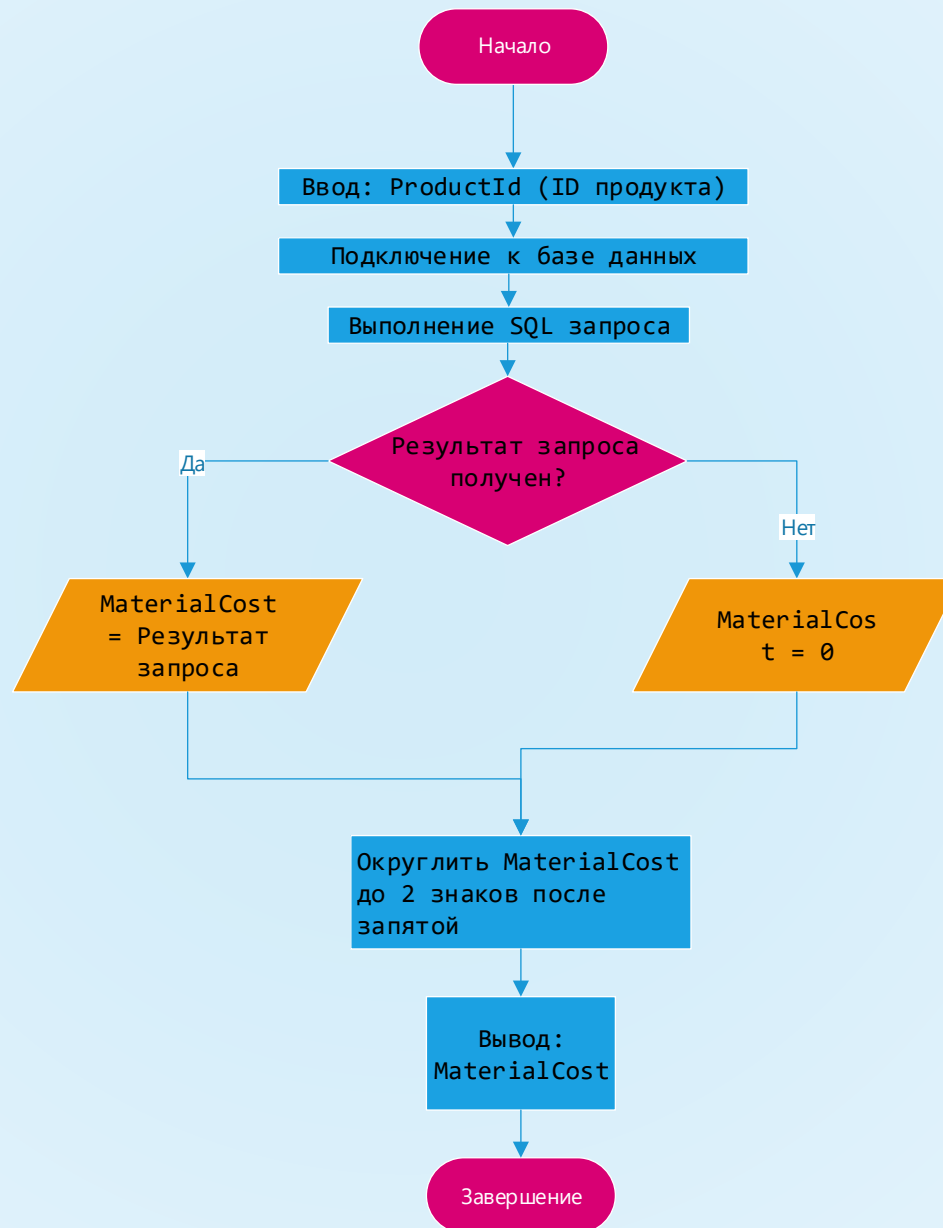 Начало
Ввод: ProductId (ID продукта)
Подключение к базе данных
Выполнение SQL запроса
Результат запроса
получен?
Да
Нет
MaterialCost
= Результат
запроса
MaterialCos
t = 0
Округлить MaterialCost
до 2 знаков после
запятой
Вывод:
MaterialCost
Завершение